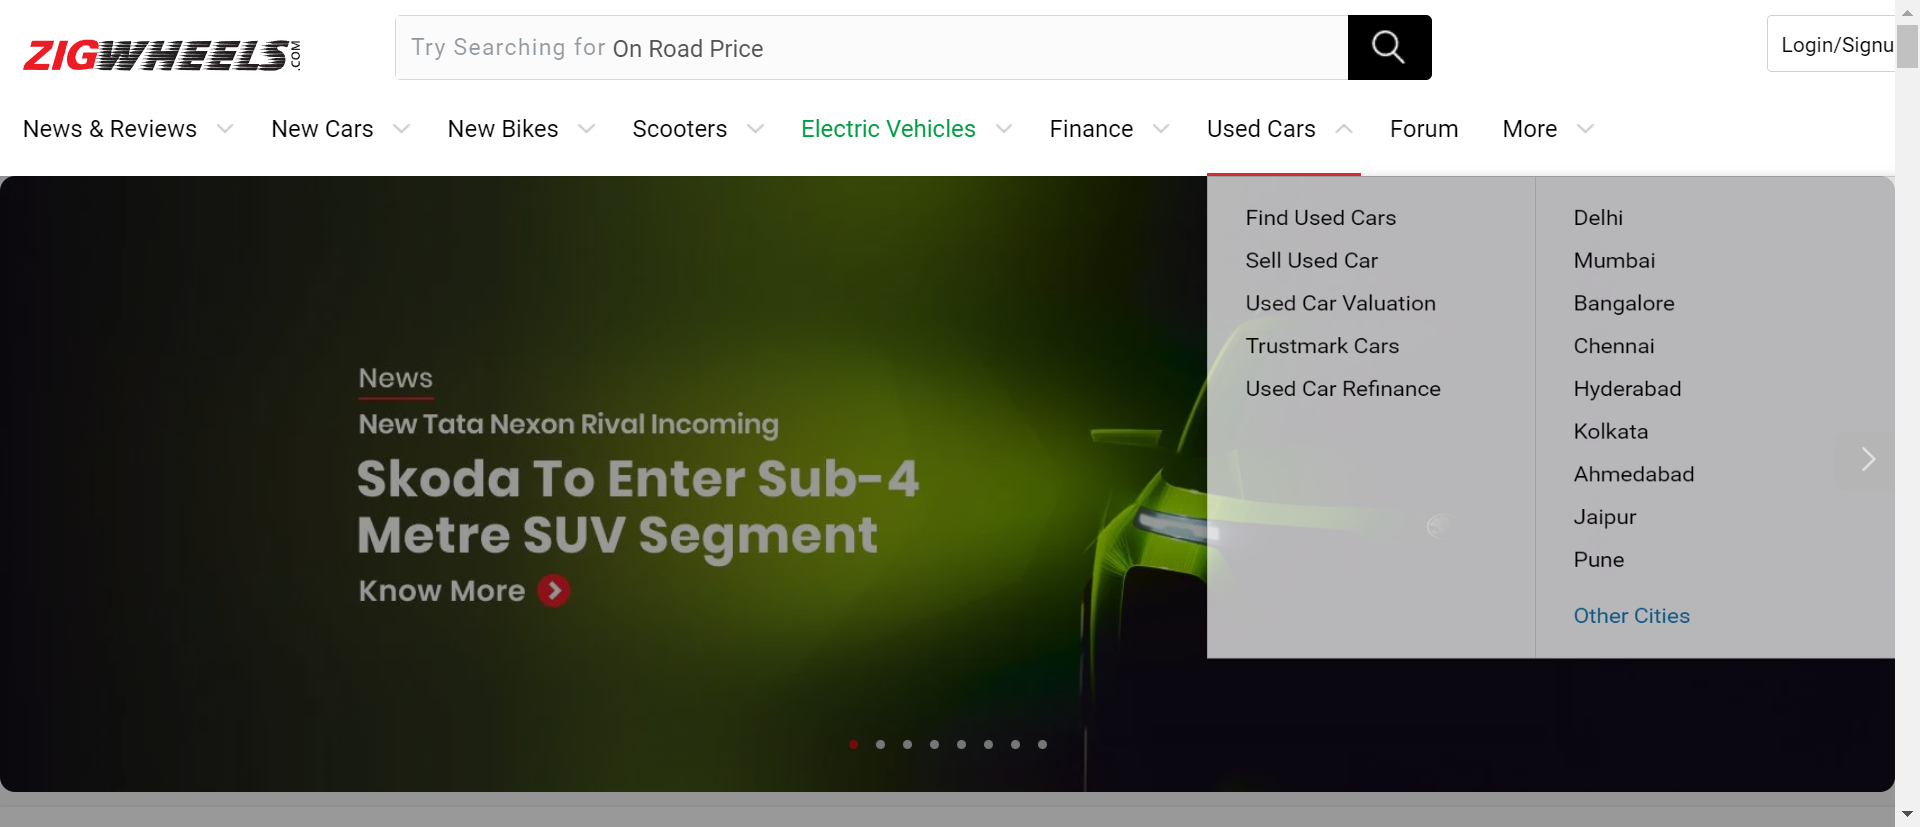 ZIGWHEELS.COM
Try Searching for On Road Price
Login/Signu
News & Reviews
New Cars
New Bikes
Scooters
Electric Vehicles
Finance
Used Cars
Forum
More
Find Used Cars
Sell Used Car
Used Car Valuation
Trustmark Cars
Used Car Refinance
Delhi
Mumbai
Bangalore
Chennai
Hyderabad
Kolkata
Ahmedabad
Jaipur
Pune
Other Cities
News
New Tata Nexon Rival Incoming
Skoda To Enter Sub-4
Metre SUV Segment
Know More